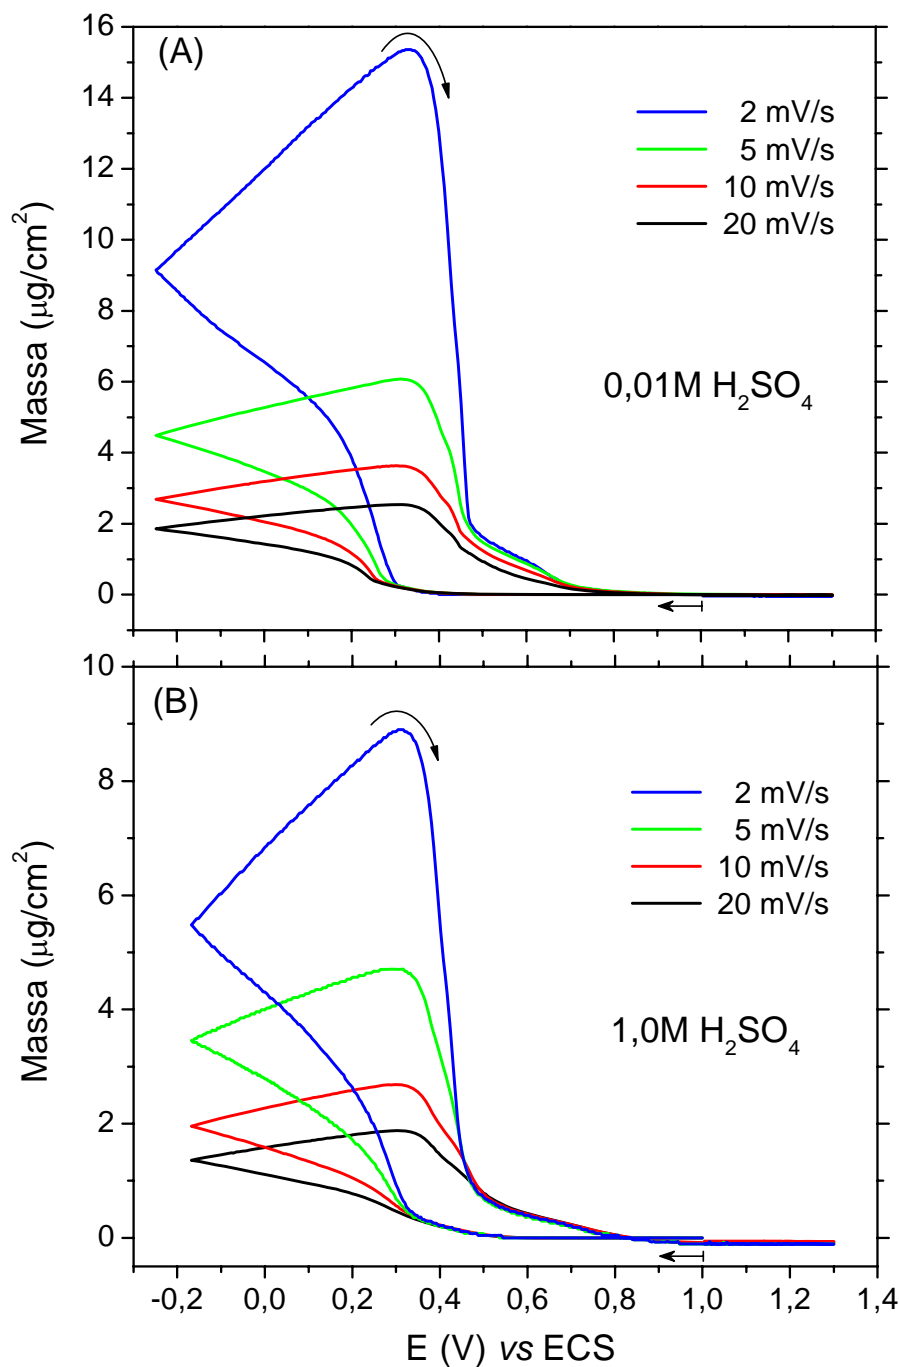 (A)
16
14
12
10
8
6
4
2
0
Massa (μg/cm²)
2 mV/s
5 mV/s
10 mV/s
20 mV/s
0,01M H₂SO₄
(B)
10
8
6
4
2
0
Massa (μg/cm²)
2 mV/s
5 mV/s
10 mV/s
20 mV/s
1,0M H₂SO₄
-0,2 0,0 0,2 0,4 0,6 0,8 1,0 1,2 1,4
E (V) vs ECS